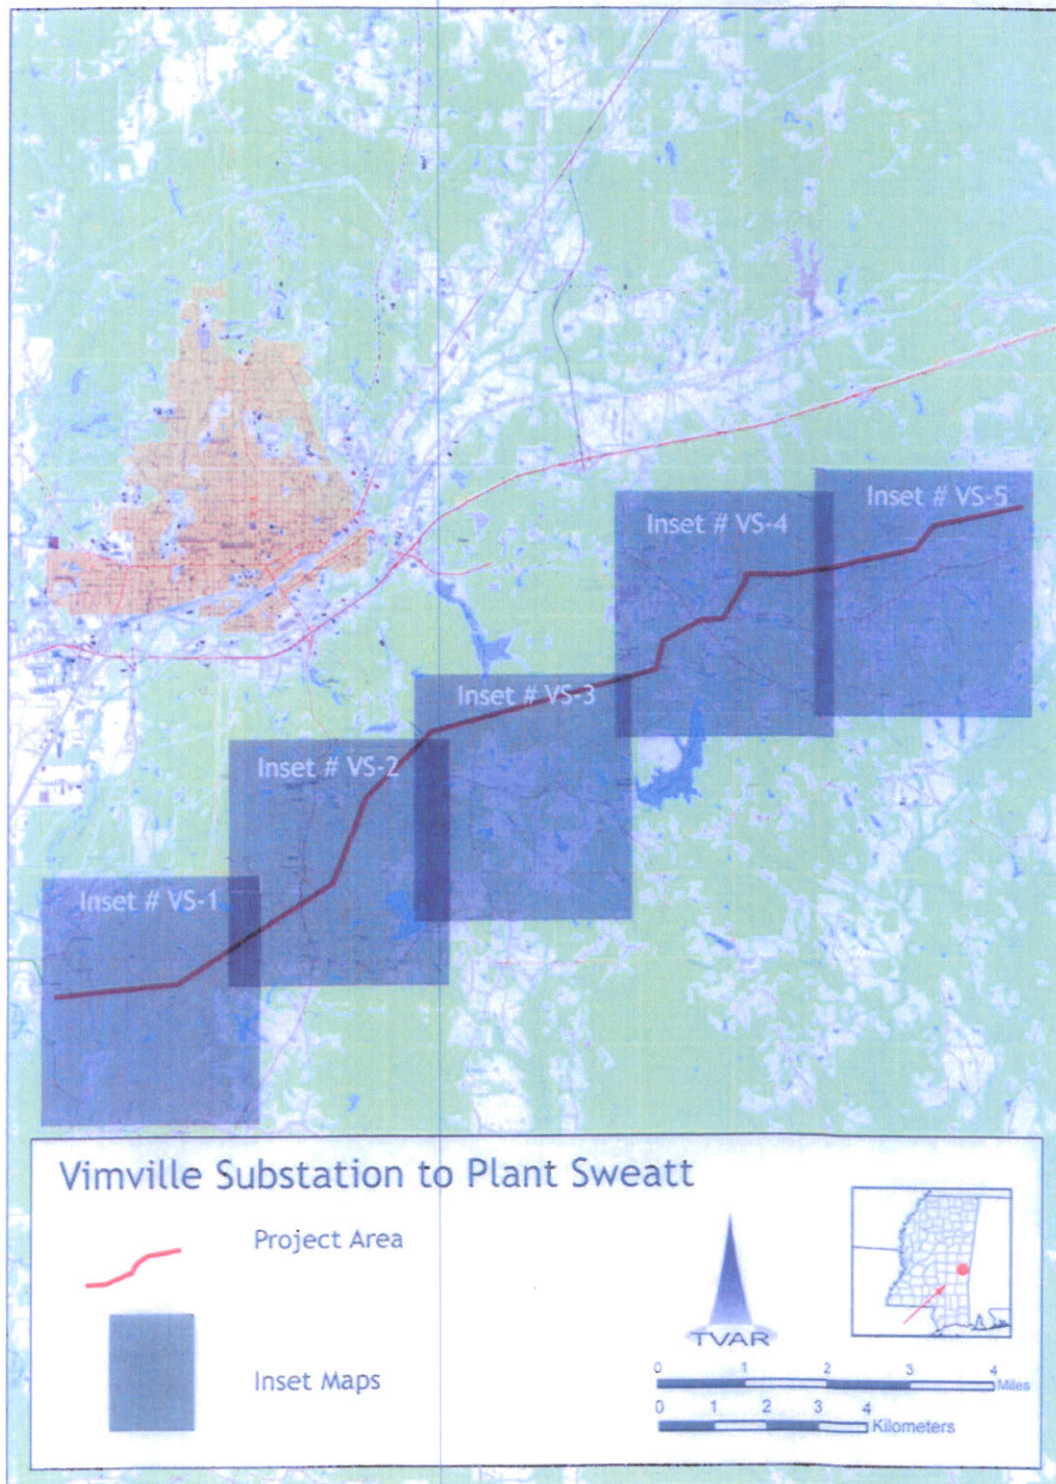 Inset # VS-5
Inset # VS-4
Inset # VS-3
Inset # VS-2
Inset # VS-1
Vimville Substation to Plant Sweatt
Project Area
Inset Maps
TVAR
0 1 2 3 4
Miles
0 1 2 3 4
Kilometers